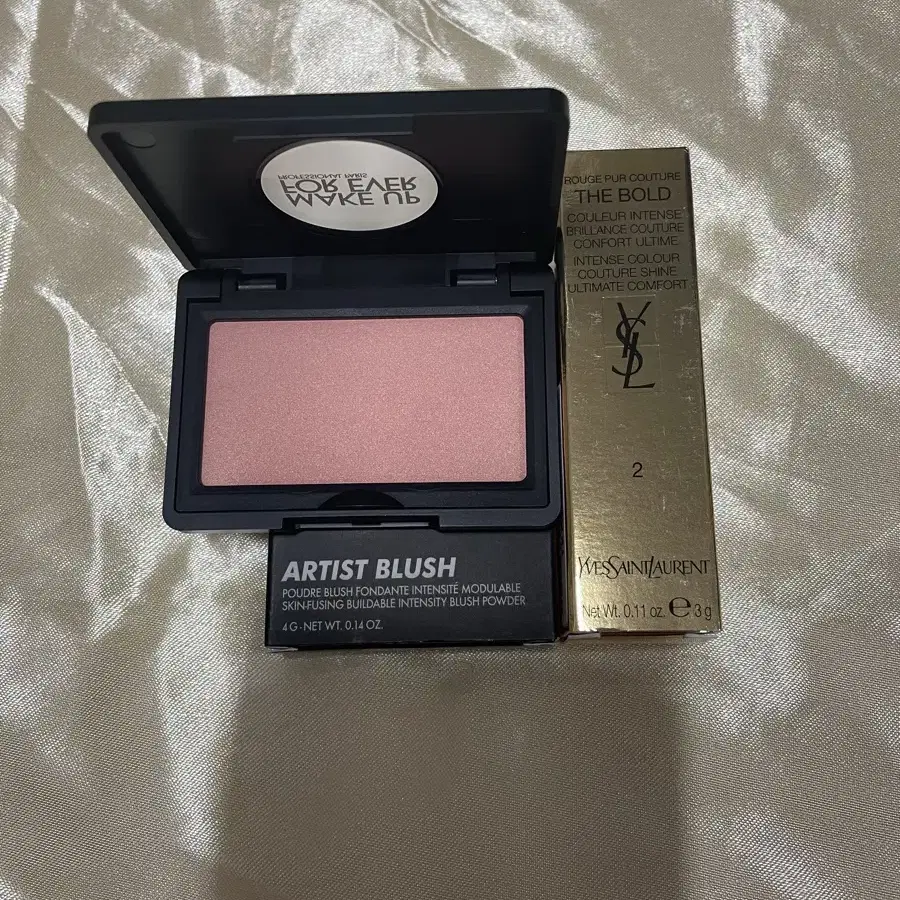 MAKE UP
FOR EVER
PROFESSIONAL PARIS
ROUGE PUR COUTURE
THE BOLD
COULEUR INTENSE
BRILLANCE COUTURE
CONFORT ULTIME
INTENSE COLOUR
COUTURE SHINE
ULTIMATE COMFORT
YSL
2
YVESSAINTLAURENT
Net Wt. 0.11 oz. e 3 g
ARTIST BLUSH
POUDRE BLUSH FONDANTE INTENSITÉ MODULABLE
SKIN-FUSING BUILDABLE INTENSITY BLUSH POWDER
4 G - NET WT. 0.14 OZ.